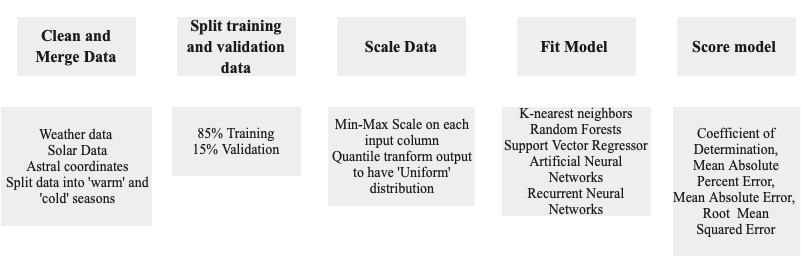 Clean and
Merge Data
Split training
and validation
data
Scale Data
Fit Model
Score model
Weather data
Solar Data
Astral coordinates
Split data into 'warm' and
'cold' seasons
85% Training
15% Validation
Min-Max Scale on each
input column
Quantile tranform output
to have 'Uniform'
distribution
K-nearest neighbors
Random Forests
Support Vector Regressor
Artificial Neural
Networks
Recurrent Neural
Networks
Coefficient of
Determination,
Mean Absolute
Percent Error,
Mean Absolute Error,
Root Mean
Squared Error